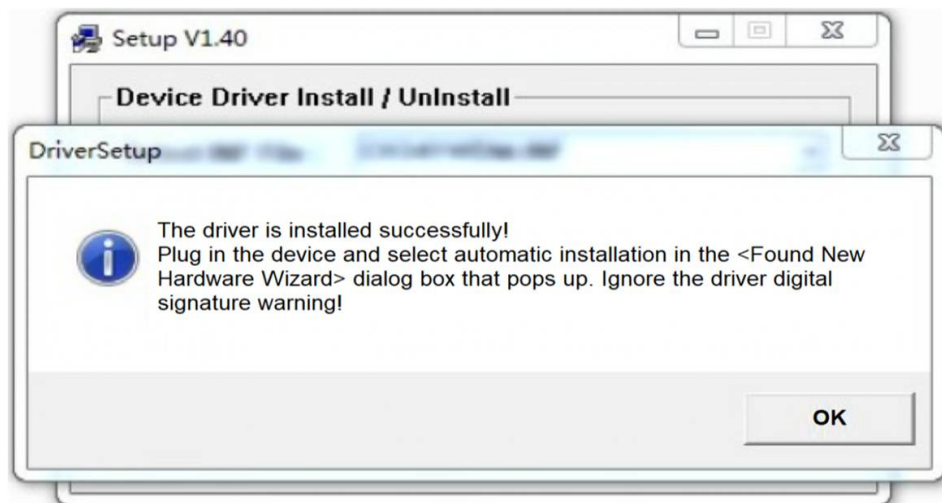 Setup V1.40
Device Driver Install / UnInstall
DriverSetup
The driver is installed successfully!
Plug in the device and select automatic installation in the <Found New
Hardware Wizard> dialog box that pops up. Ignore the driver digital
signature warning!
OK